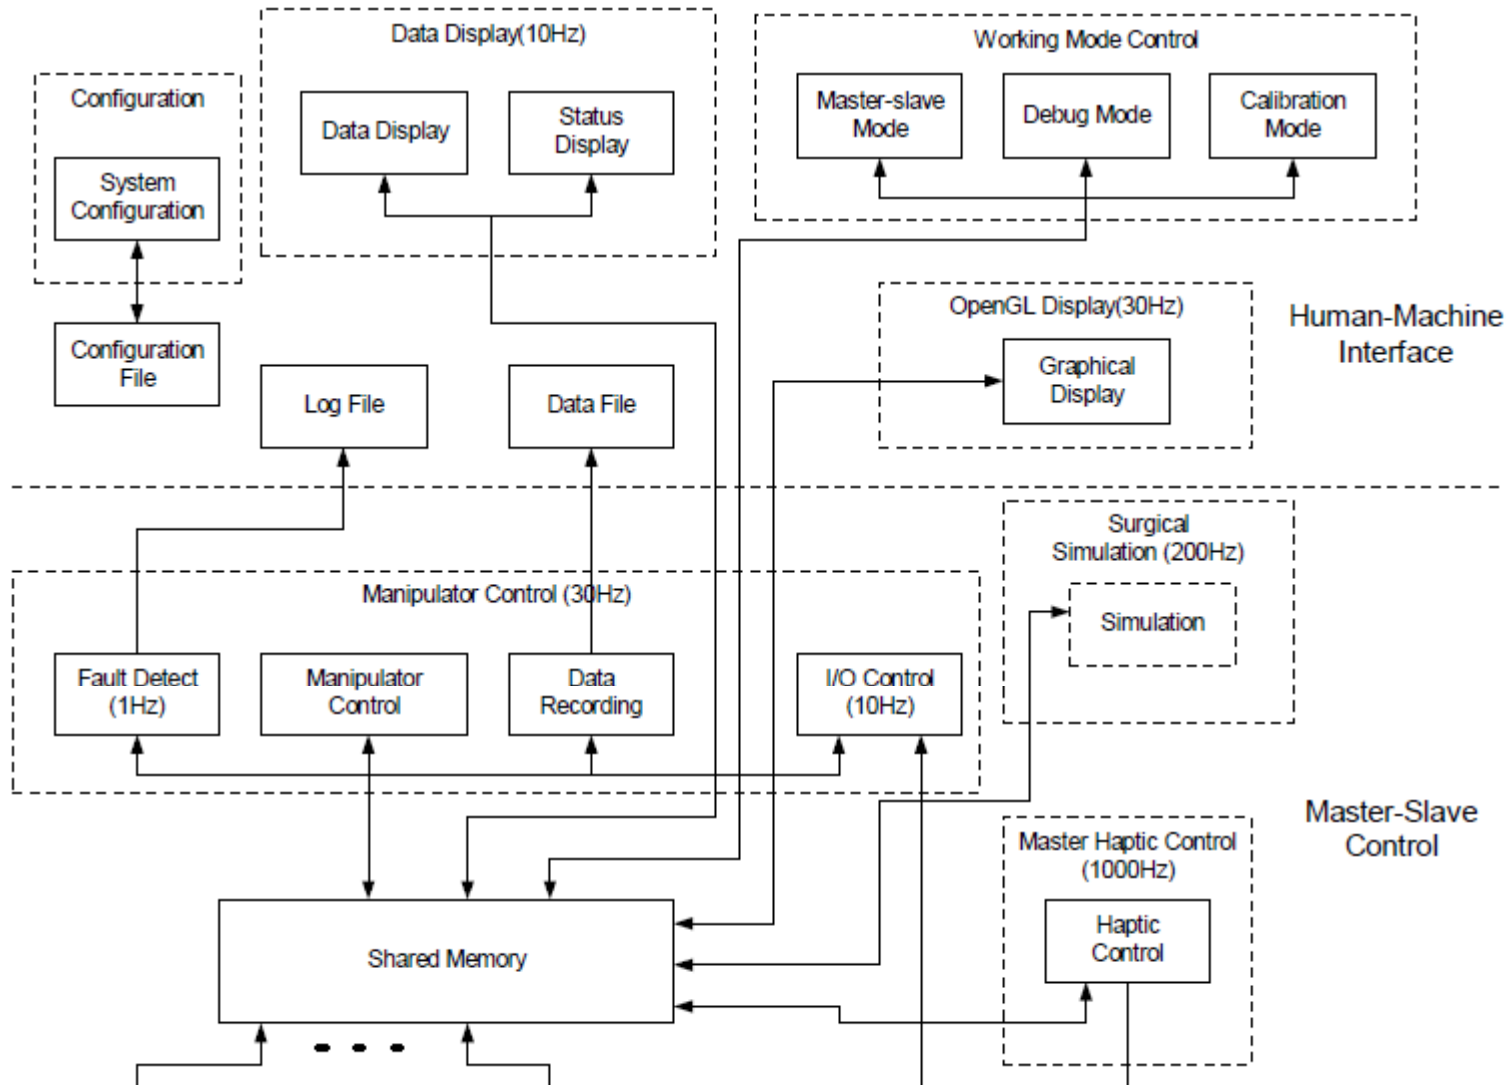 Data Display(10Hz)
Working Mode Control
Configuration
Data Display
Status
Display
Master-slave
Mode
Debug Mode
Calibration
Mode
System
Configuration
OpenGL Display(30Hz)
Human-Machine
Interface
Configuration
File
Graphical
Display
Log File
Data File
Surgical
Simulation (200Hz)
Manipulator Control (30Hz)
Simulation
Fault Detect
(1Hz)
Manipulator
Control
Data
Recording
I/O Control
(10Hz)
Master-Slave
Control
Master Haptic Control
(1000Hz)
Haptic
Control
Shared Memory